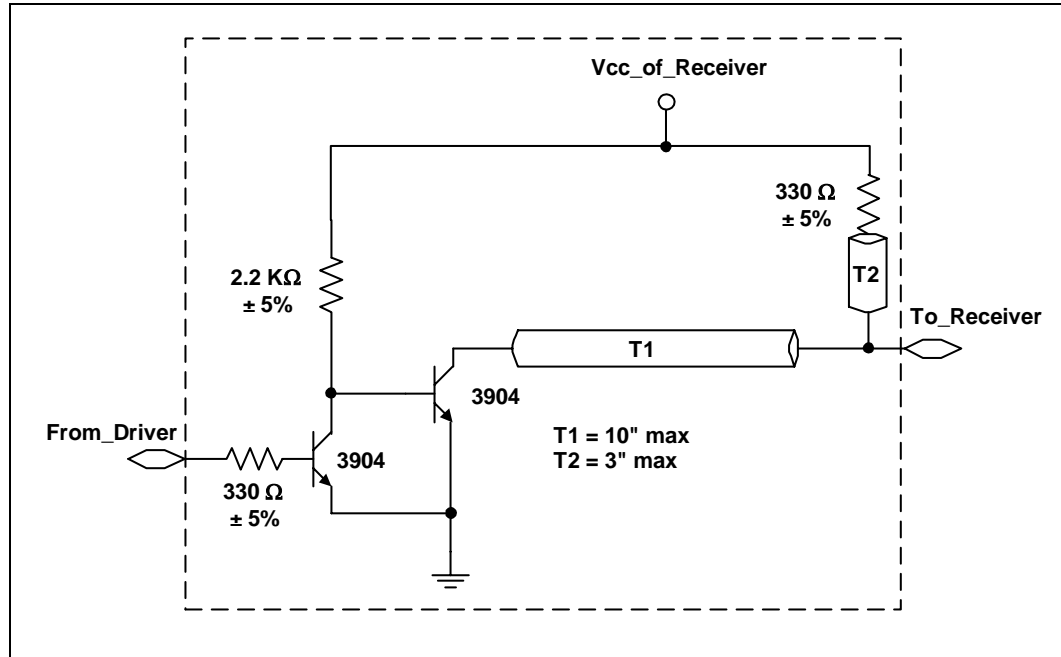 Vcc_of_Receiver
330 Ω
± 5%
T2
2.2 KΩ
± 5%
To_Receiver
T1
3904
From_Driver
3904
T1 = 10" max
T2 = 3" max
330 Ω
± 5%